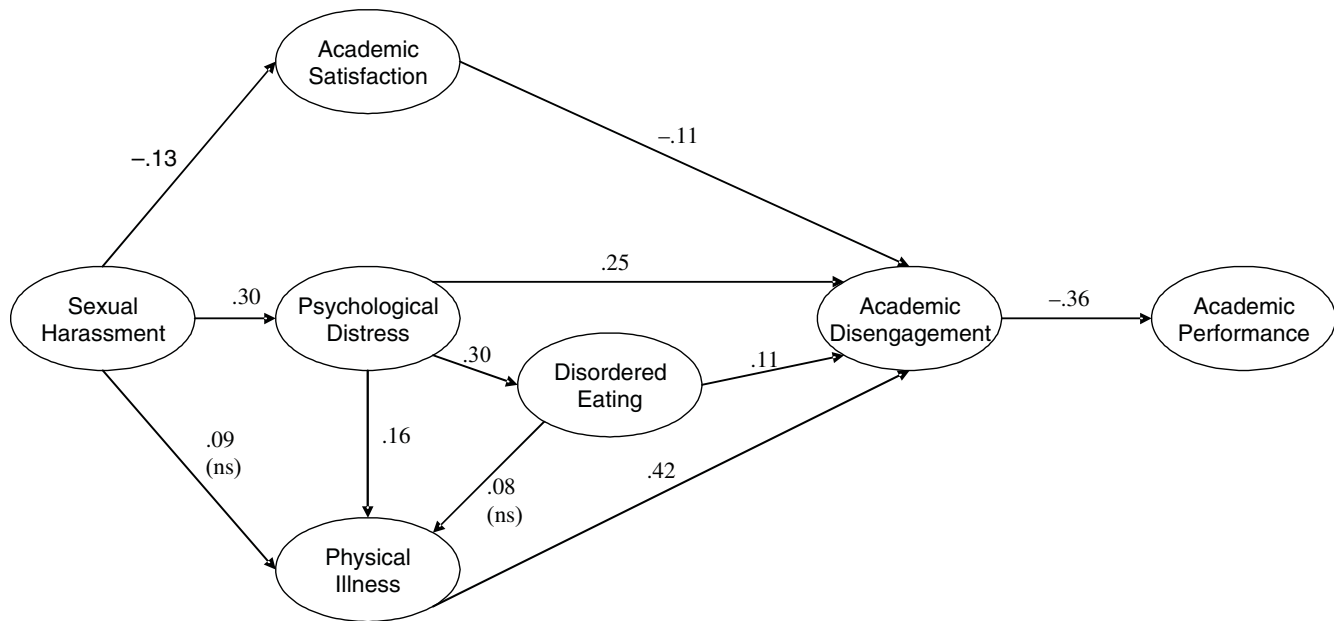 Academic
Satisfaction
–.13
–.11
Sexual
Harassment
.30
Psychological
Distress
.25
Academic
Disengagement
–.36
Academic
Performance
.30
Disordered
Eating
.11
.09
(ns)
.16
.08
(ns)
.42
Physical
Illness